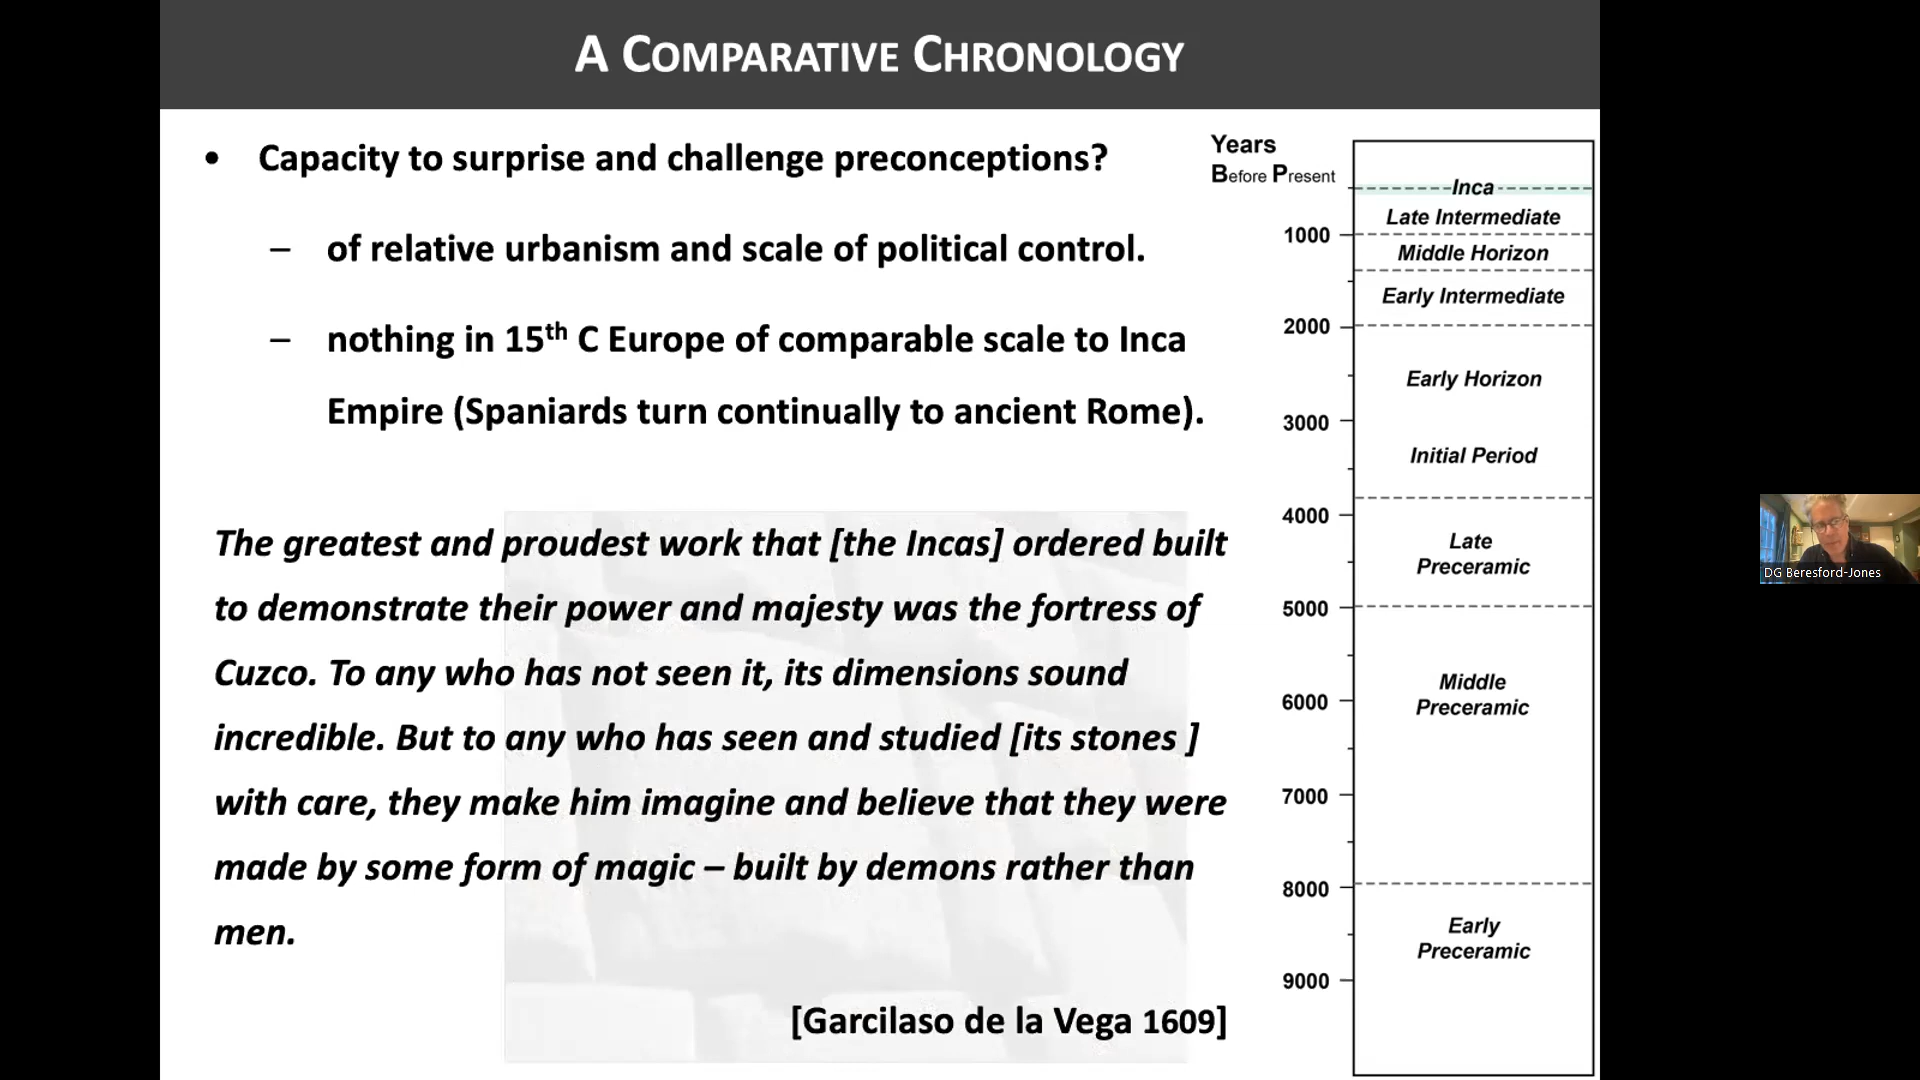 A COMPARATIVE CHRONOLOGY
• Capacity to surprise and challenge preconceptions?
– of relative urbanism and scale of political control.
– nothing in 15th C Europe of comparable scale to Inca
Empire (Spaniards turn continually to ancient Rome).
The greatest and proudest work that [the Incas] ordered built
to demonstrate their power and majesty was the fortress of
Cuzco. To any who has not seen it, its dimensions sound
incredible. But to any who has seen and studied [its stones ]
with care, they make him imagine and believe that they were
made by some form of magic – built by demons rather than
men.
[Garcilaso de la Vega 1609]
Years
Before Present
Inca
Late Intermediate
1000
Middle Horizon
Early Intermediate
2000
Early Horizon
3000
Initial Period
4000
Late
Preceramic
5000
Middle
Preceramic
6000
7000
8000
Early
Preceramic
9000
DG Beresford-Jones